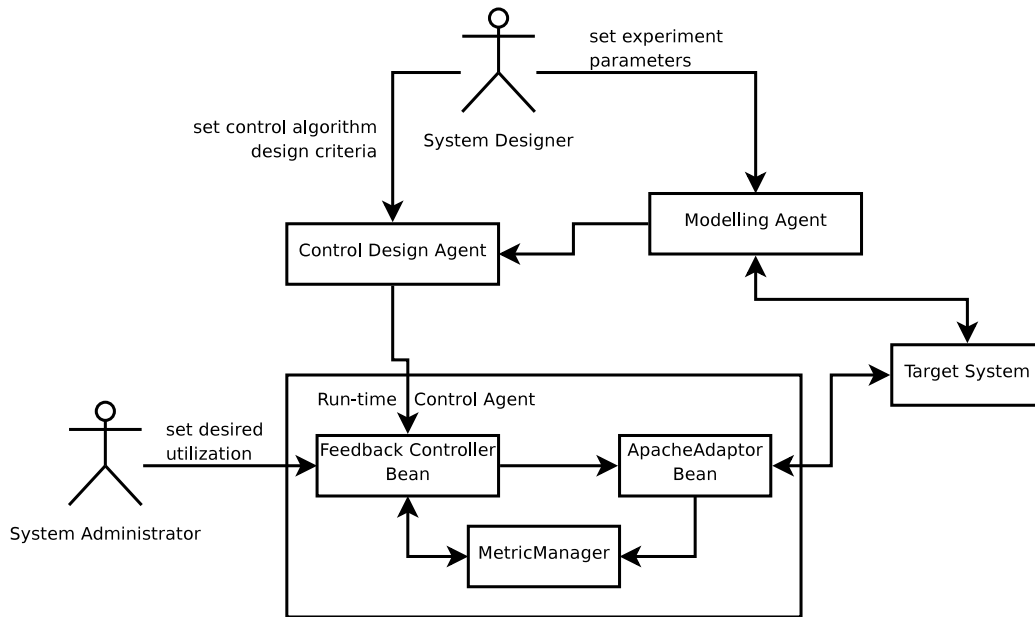 set experiment
parameters
set control algorithm
design criteria
System Designer
Modelling Agent
Control Design Agent
Target System
Run-time Control Agent
set desired
utilization
Feedback Controller
Bean
ApacheAdaptor
Bean
System Administrator
MetricManager